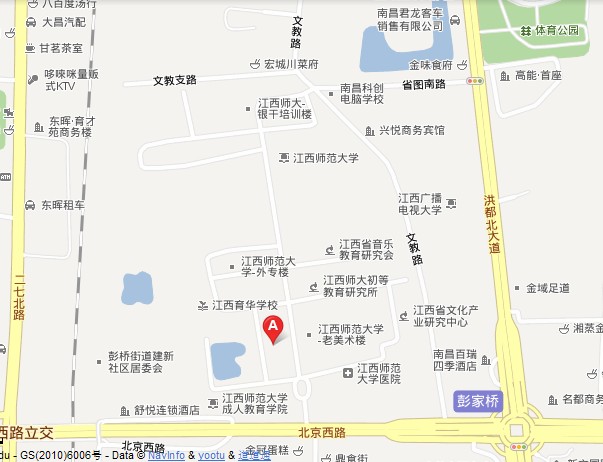 八百度汤行
大昌汽配
甘茗茶室
哆唻咪量贩
式KTV
东晖·育才
苑商务楼
东晖租车
二七北路
文教路
宏城川菜府
文教支路
南昌君龙客车
销售有限公司
体育公园
金味食府
高能·首座
省图南路
南昌科创
电脑学校
江西师大-
银干培训楼
兴悦商务宾馆
江西师范大学
江西广播
电视大学
洪都北大道
文教路
江西省音乐
教育研究会
江西师范大
学-外专楼
江西师大初等
教育研究所
金域足道
江西育华学校
江西省文化产
业研究中心
A
湘蒸
江西师范大学
-老美术楼
彭桥街道建新
社区居委会
南昌百瑞
四季酒店
江西师范
大学医院
名都商务
江西师范大学
成人教育学院
舒悦连锁酒店
彭家桥
西路立交
北京西路
北京西路
金冠蛋糕
鼎食街
du - GS(2010)6006号 - Data © NavInfo & yootu & 道道通